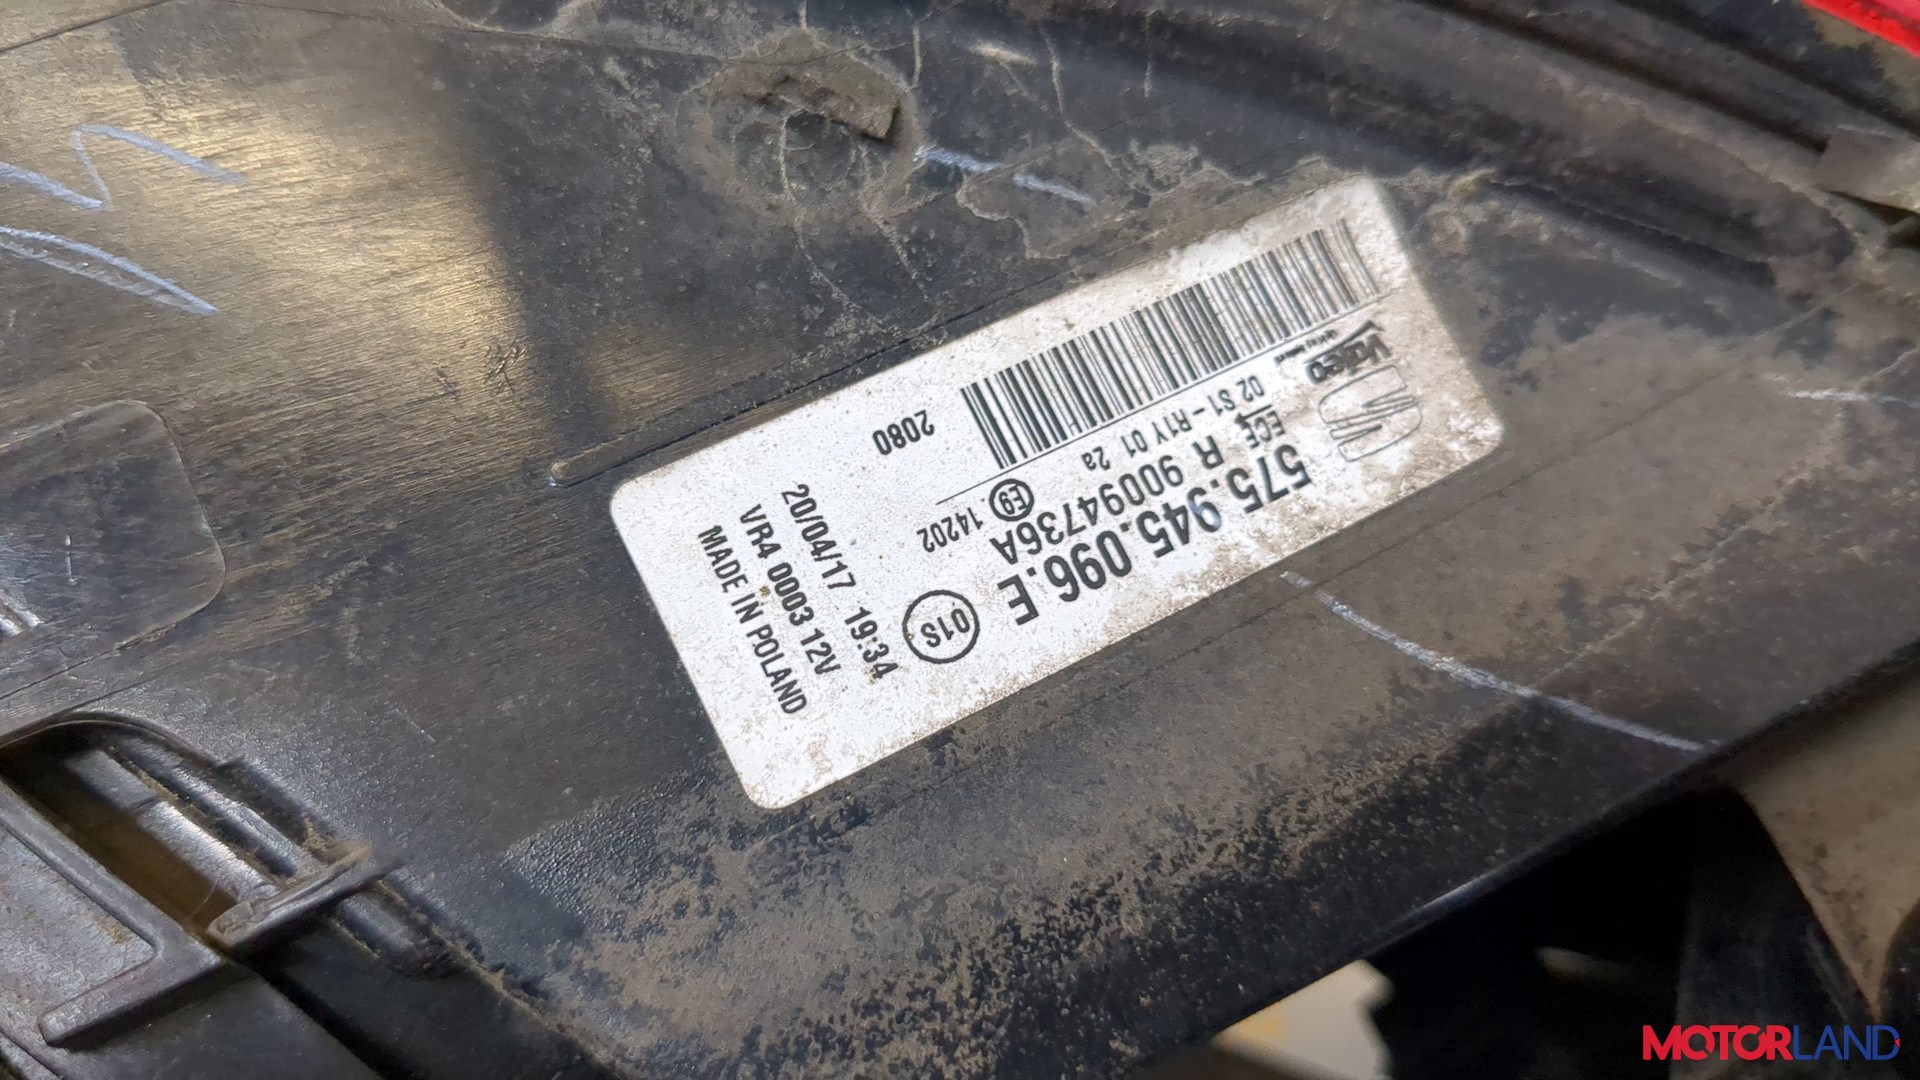 Valeo
575.945.096.E
R 90094736A
ECE
02 S1-R1Y 01 2a
E9
14202
01S
2080
20/04/17 19:34
VR4 0003 12V
MADE IN POLAND
MOTORLAND